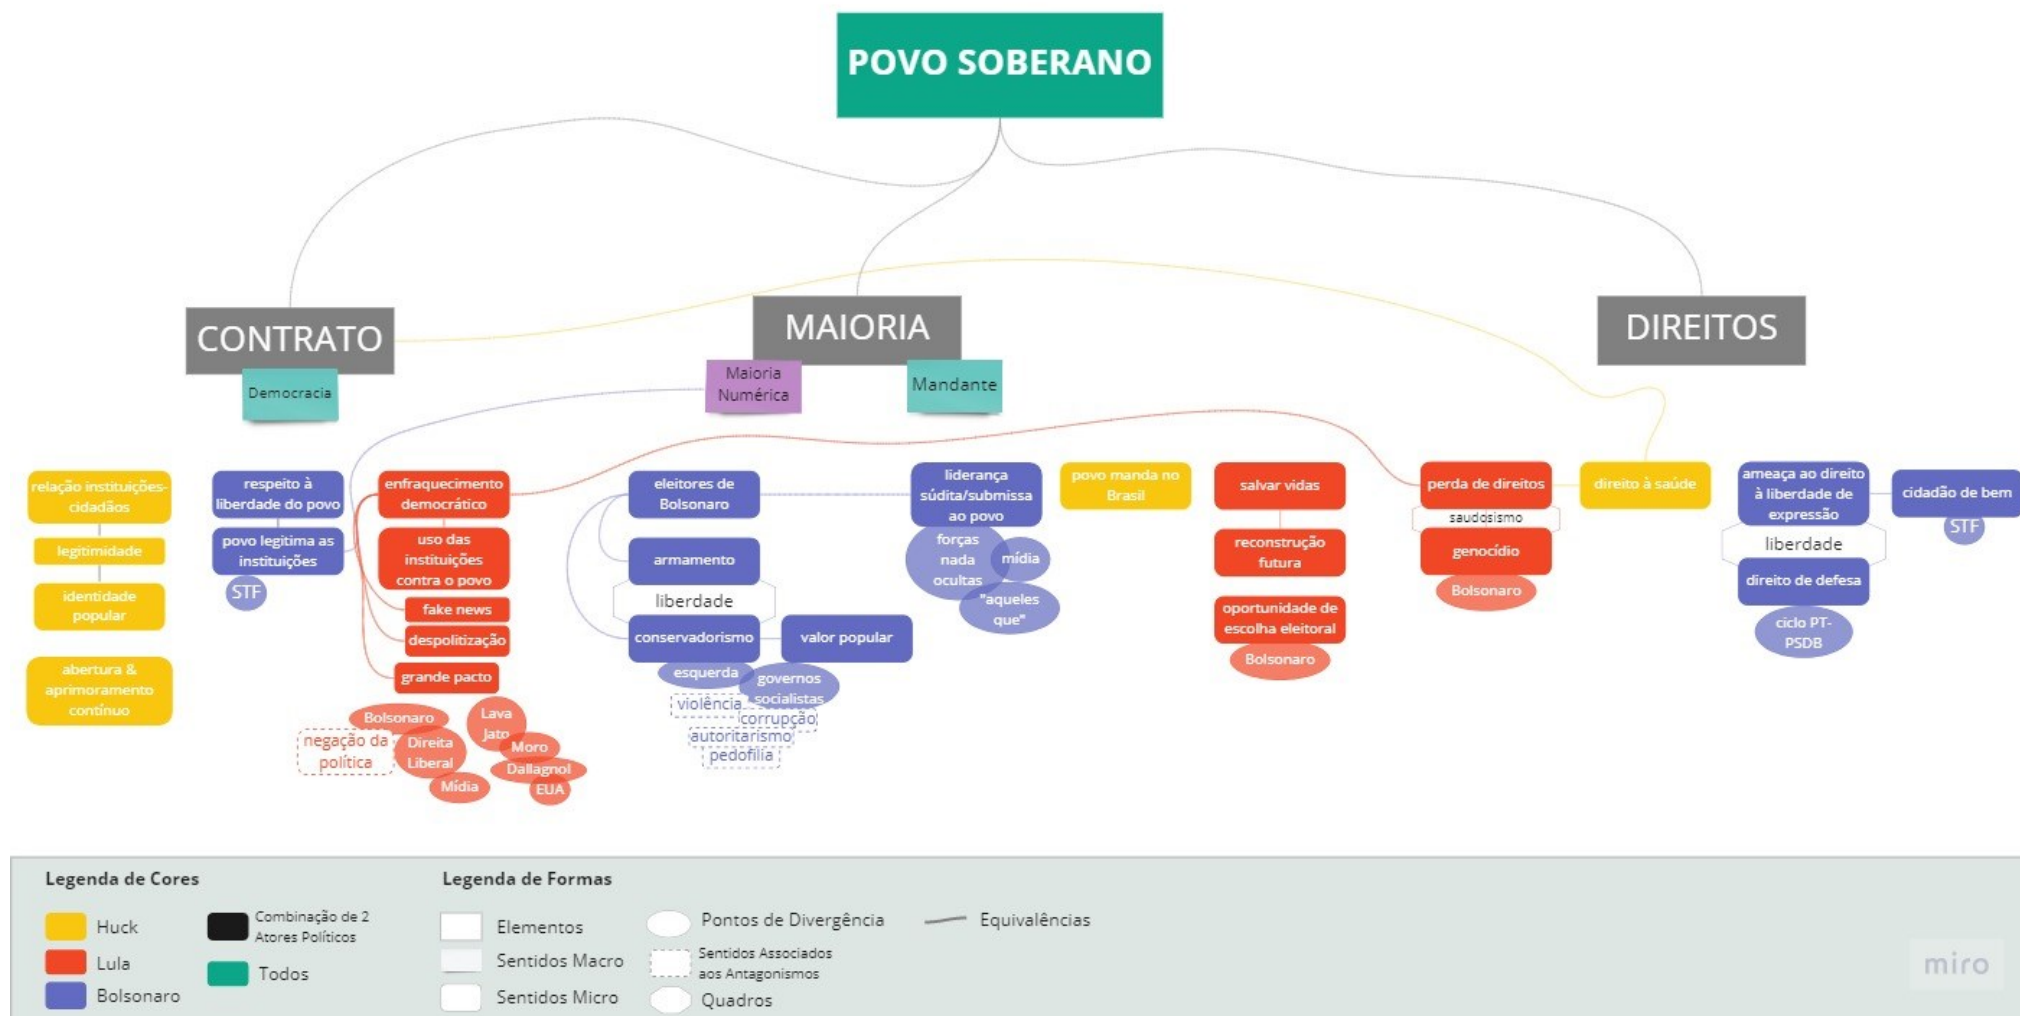 POVO SOBERANO
CONTRATO
Democracia
MAIORIA
Maioria
Numérica
Mandante
DIREITOS
relação instituições-
cidadãos
legitimidade
identidade
popular
abertura &
aprimoramento
contínuo
respeito à
liberdade do povo
povo legitima as
instituições
STF
enfraquecimento
democrático
uso das
instituições
contra o povo
fake news
despolitização
grande pacto
Bolsonaro
negação da
política
Direita
Liberal
Mídia
Lava
Jato
Moro
Dallagnol
EUA
eleitores de
Bolsonaro
armamento
liberdade
conservadorismo
valor popular
esquerda
governos
socialistas
violência
corrupção
autoritarismo
pedofilia
liderança
súdita/submissa
ao povo
forças
nada
ocultas
mídia
"aqueles
que"
povo manda no
Brasil
salvar vidas
reconstrução
futura
oportunidade de
escolha eleitoral
Bolsonaro
perda de direitos
saudosismo
genocídio
Bolsonaro
direito à saúde
ameaça ao direito
à liberdade de
expressão
liberdade
direito de defesa
ciclo PT-
PSDB
cidadão de bem
STF
Legenda de Cores
Huck
Lula
Bolsonaro
Combinação de 2
Atores Políticos
Todos
Legenda de Formas
Elementos
Sentidos Macro
Sentidos Micro
Pontos de Divergência
Sentidos Associados
aos Antagonismos
Quadros
Equivalências
miro